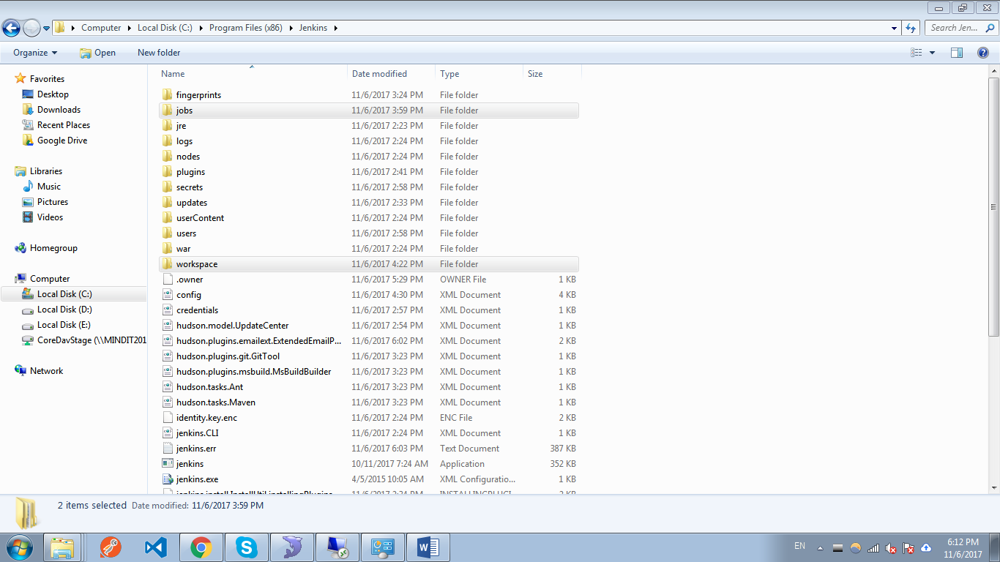 Computer Local Disk (C:) Program Files (x86) Jenkins Search Jen...
Organize Open New folder
Name Date modified Type Size
Favorites
Desktop
Downloads
Recent Places
Google Drive
Libraries
Music
Pictures
Videos
Homegroup
Computer
Local Disk (C:)
Local Disk (D:)
Local Disk (E:)
CoreDavStage (\\MINDIT201
Network
fingerprints 11/6/2017 3:24 PM File folder
jobs 11/6/2017 3:59 PM File folder
jre 11/6/2017 2:23 PM File folder
logs 11/6/2017 2:24 PM File folder
nodes 11/6/2017 2:24 PM File folder
plugins 11/6/2017 2:41 PM File folder
secrets 11/6/2017 2:58 PM File folder
updates 11/6/2017 2:33 PM File folder
userContent 11/6/2017 2:24 PM File folder
users 11/6/2017 2:58 PM File folder
war 11/6/2017 2:24 PM File folder
workspace 11/6/2017 4:22 PM File folder
.owner 11/6/2017 5:29 PM OWNER File 1 KB
config 11/6/2017 4:30 PM XML Document 4 KB
credentials 11/6/2017 2:57 PM XML Document 1 KB
hudson.model.UpdateCenter 11/6/2017 2:54 PM XML Document 1 KB
hudson.plugins.emailext.ExtendedEmailP... 11/6/2017 6:02 PM XML Document 2 KB
hudson.plugins.git.GitTool 11/6/2017 3:23 PM XML Document 1 KB
hudson.plugins.msbuild.MsBuildBuilder 11/6/2017 3:23 PM XML Document 1 KB
hudson.tasks.Ant 11/6/2017 3:23 PM XML Document 1 KB
hudson.tasks.Maven 11/6/2017 3:23 PM XML Document 1 KB
identity.key.enc 11/6/2017 2:24 PM ENC File 2 KB
jenkins.CLI 11/6/2017 2:24 PM XML Document 1 KB
jenkins.err 11/6/2017 6:03 PM Text Document 387 KB
jenkins 10/11/2017 7:24 AM Application 352 KB
jenkins.exe 4/5/2015 10:05 AM XML Configuratio... 1 KB
2 items selected Date modified: 11/6/2017 3:59 PM
EN
6:12 PM
11/6/2017